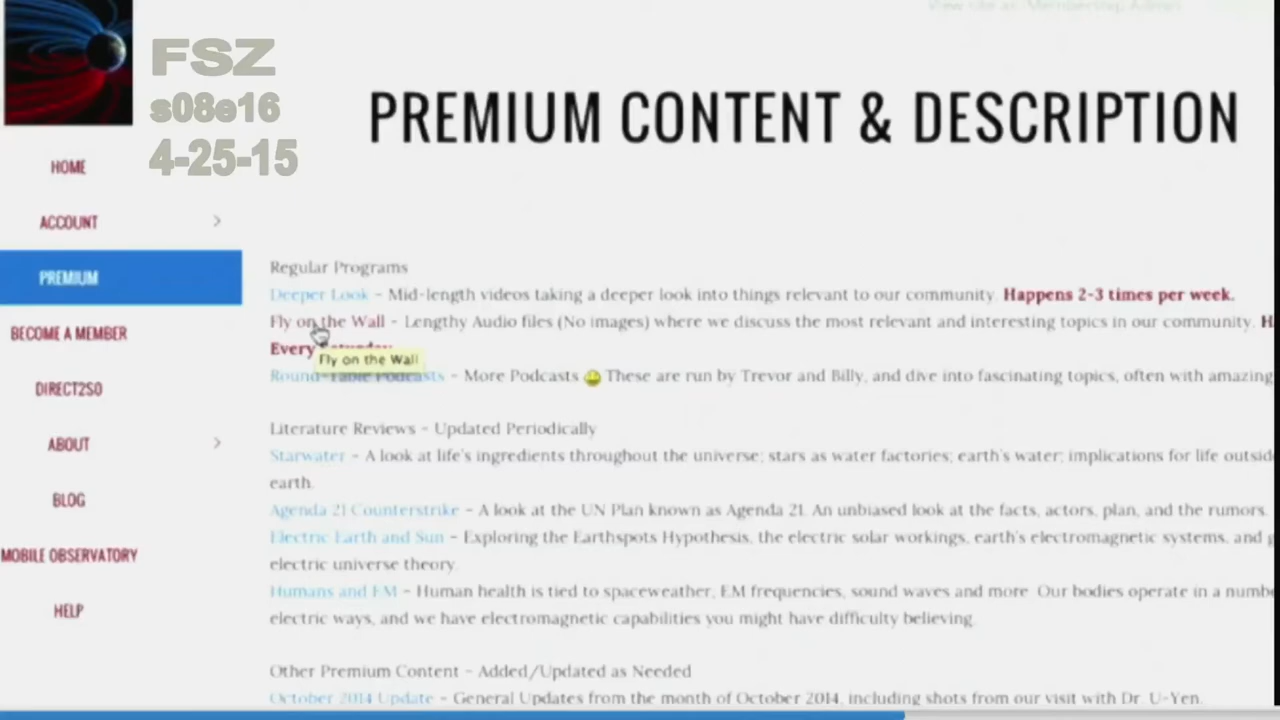 View site as: Membership Admin
FSZ
s08e16
4-25-15
PREMIUM CONTENT & DESCRIPTION
HOME
ACCOUNT
PREMIUM
BECOME A MEMBER
DIRECT2SO
ABOUT
BLOG
MOBILE OBSERVATORY
HELP
Regular Programs
Deeper Look - Mid-length videos taking a deeper look into things relevant to our community. Happens 2-3 times per week.
Fly on the Wall - Lengthy Audio files (No images) where we discuss the most relevant and interesting topics in our community. H
Every Saturday
Fly on the Wall
Round-Table Podcasts - More Podcasts These are run by Trevor and Billy, and dive into fascinating topics, often with amazing
Literature Reviews - Updated Periodically
Starwater - A look at life's ingredients throughout the universe; stars as water factories; earth's water; implications for life outside
earth.
Agenda 21 Counterstrike - A look at the UN Plan known as Agenda 21. An unbiased look at the facts, actors, plan, and the rumors.
Electric Earth and Sun - Exploring the Earthspots Hypothesis, the electric solar workings, earth's electromagnetic systems, and g
electric universe theory.
Humans and EM - Human health is tied to spaceweather, EM frequencies, sound waves and more. Our bodies operate in a numbe
electric ways, and we have electromagnetic capabilities you might have difficulty believing.
Other Premium Content - Added/Updated as Needed
October 2014 Update - General Updates from the month of October 2014, including shots from our visit with Dr. U-Yen.